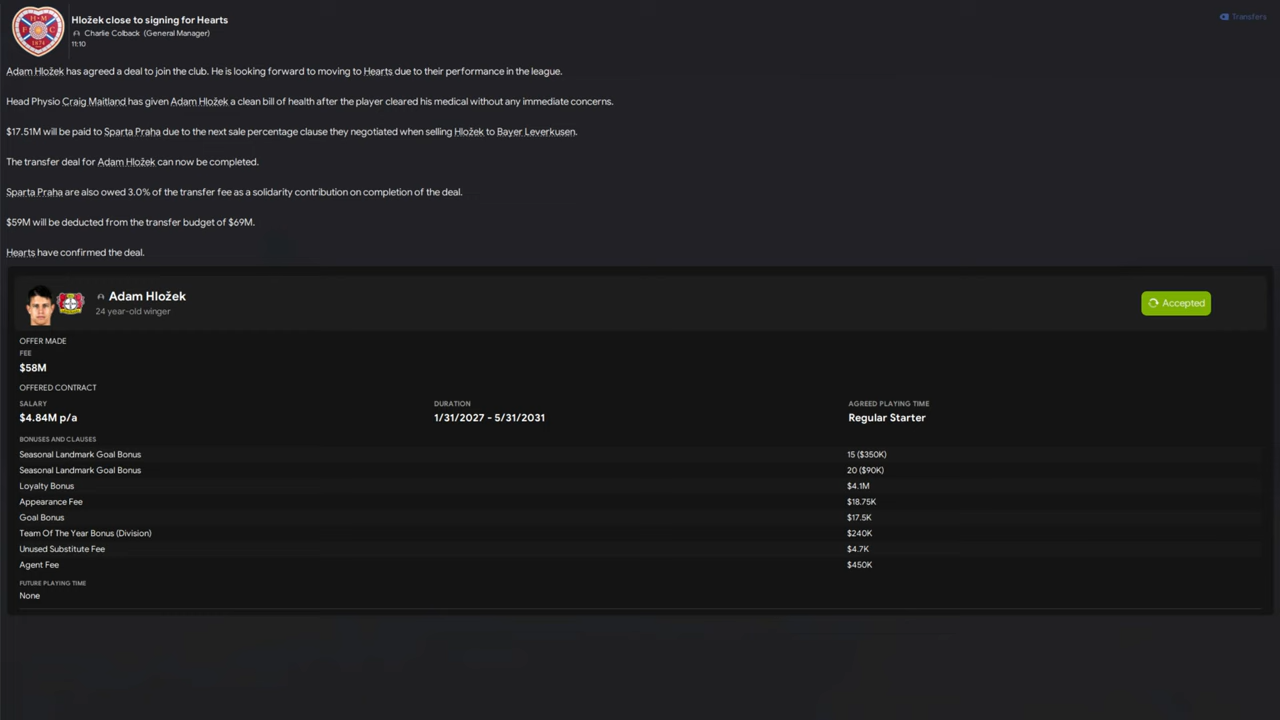 Hložek close to signing for Hearts
Charlie Colback (General Manager)
11:10
Transfers
H M
F C
1874
Adam Hložek has agreed a deal to join the club. He is looking forward to moving to Hearts due to their performance in the league.
Head Physio Craig Maitland has given Adam Hložek a clean bill of health after the player cleared his medical without any immediate concerns.
$17.51M will be paid to Sparta Praha due to the next sale percentage clause they negotiated when selling Hložek to Bayer Leverkusen.
The transfer deal for Adam Hložek can now be completed.
Sparta Praha are also owed 3.0% of the transfer fee as a solidarity contribution on completion of the deal.
$59M will be deducted from the transfer budget of $69M.
Hearts have confirmed the deal.
Adam Hložek
24 year-old winger
Accepted
OFFER MADE
FEE
$58M
OFFERED CONTRACT
SALARY DURATION AGREED PLAYING TIME
$4.84M p/a 1/31/2027 - 5/31/2031 Regular Starter
BONUSES AND CLAUSES
Seasonal Landmark Goal Bonus 15 ($350K)
Seasonal Landmark Goal Bonus 20 ($90K)
Loyalty Bonus $4.1M
Appearance Fee $18.75K
Goal Bonus $17.5K
Team Of The Year Bonus (Division) $240K
Unused Substitute Fee $4.7K
Agent Fee $450K
FUTURE PLAYING TIME
None